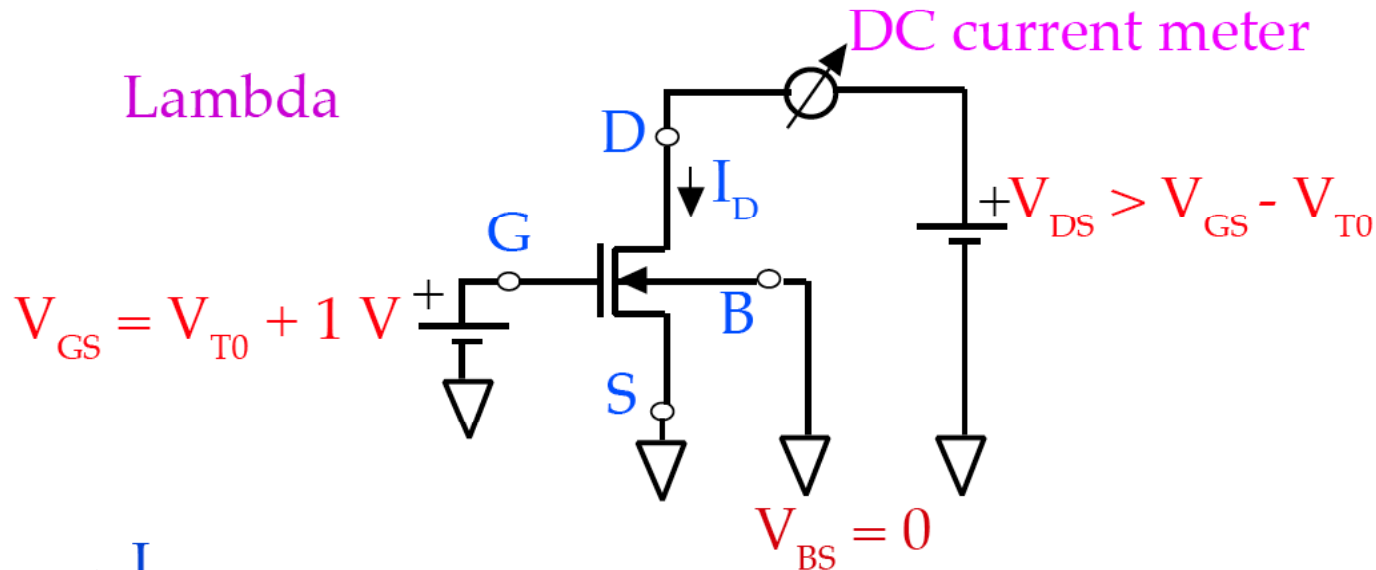 DC current meter
Lambda
D
I_D
+ V_DS > V_GS - V_T0
G
+
V_GS = V_T0 + 1 V
B
S
V_BS = 0
I